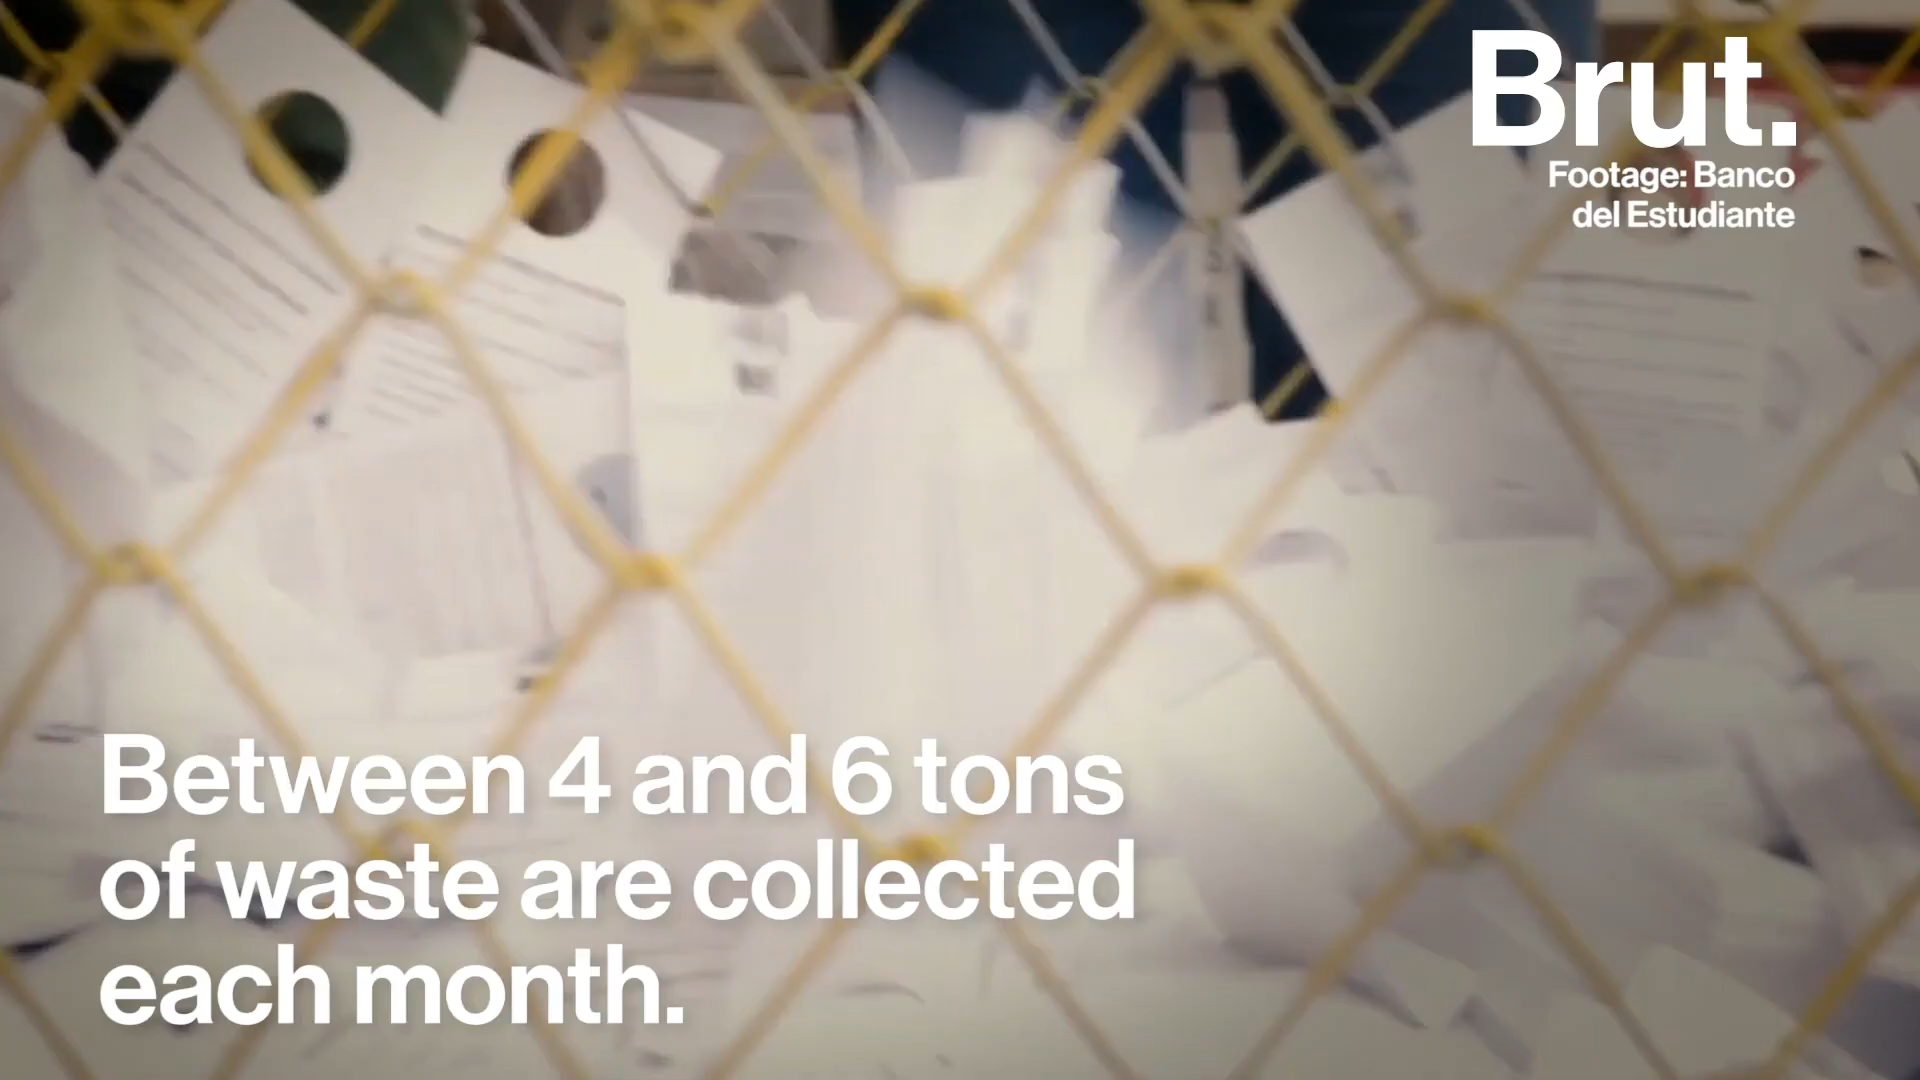 Brut.
Footage: Banco
del Estudiante
Between 4 and 6 tons
of waste are collected
each month.